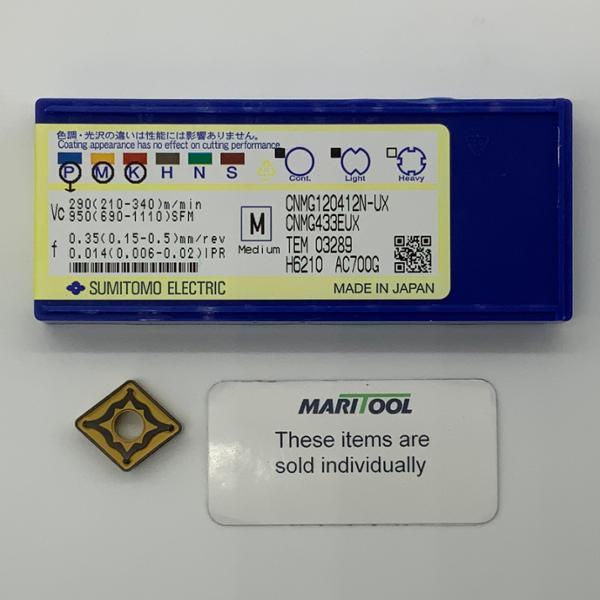 色調・光沢の違いは性能には影響ありません。
Coating appearance has no effect on cutting performance
P M K H N S
Cont. Light Heavy
Vc 290(210-340)m/min
950(690-1110)SFM
f 0.35(0.15-0.5)mm/rev
0.014(0.006-0.02)IPR
M
Medium
CNMG120412N-UX
CNMG433EUX
TEM 03289
H6210 AC700G
SUMITOMO ELECTRIC
MADE IN JAPAN
MARITOOL
These items are
sold individually